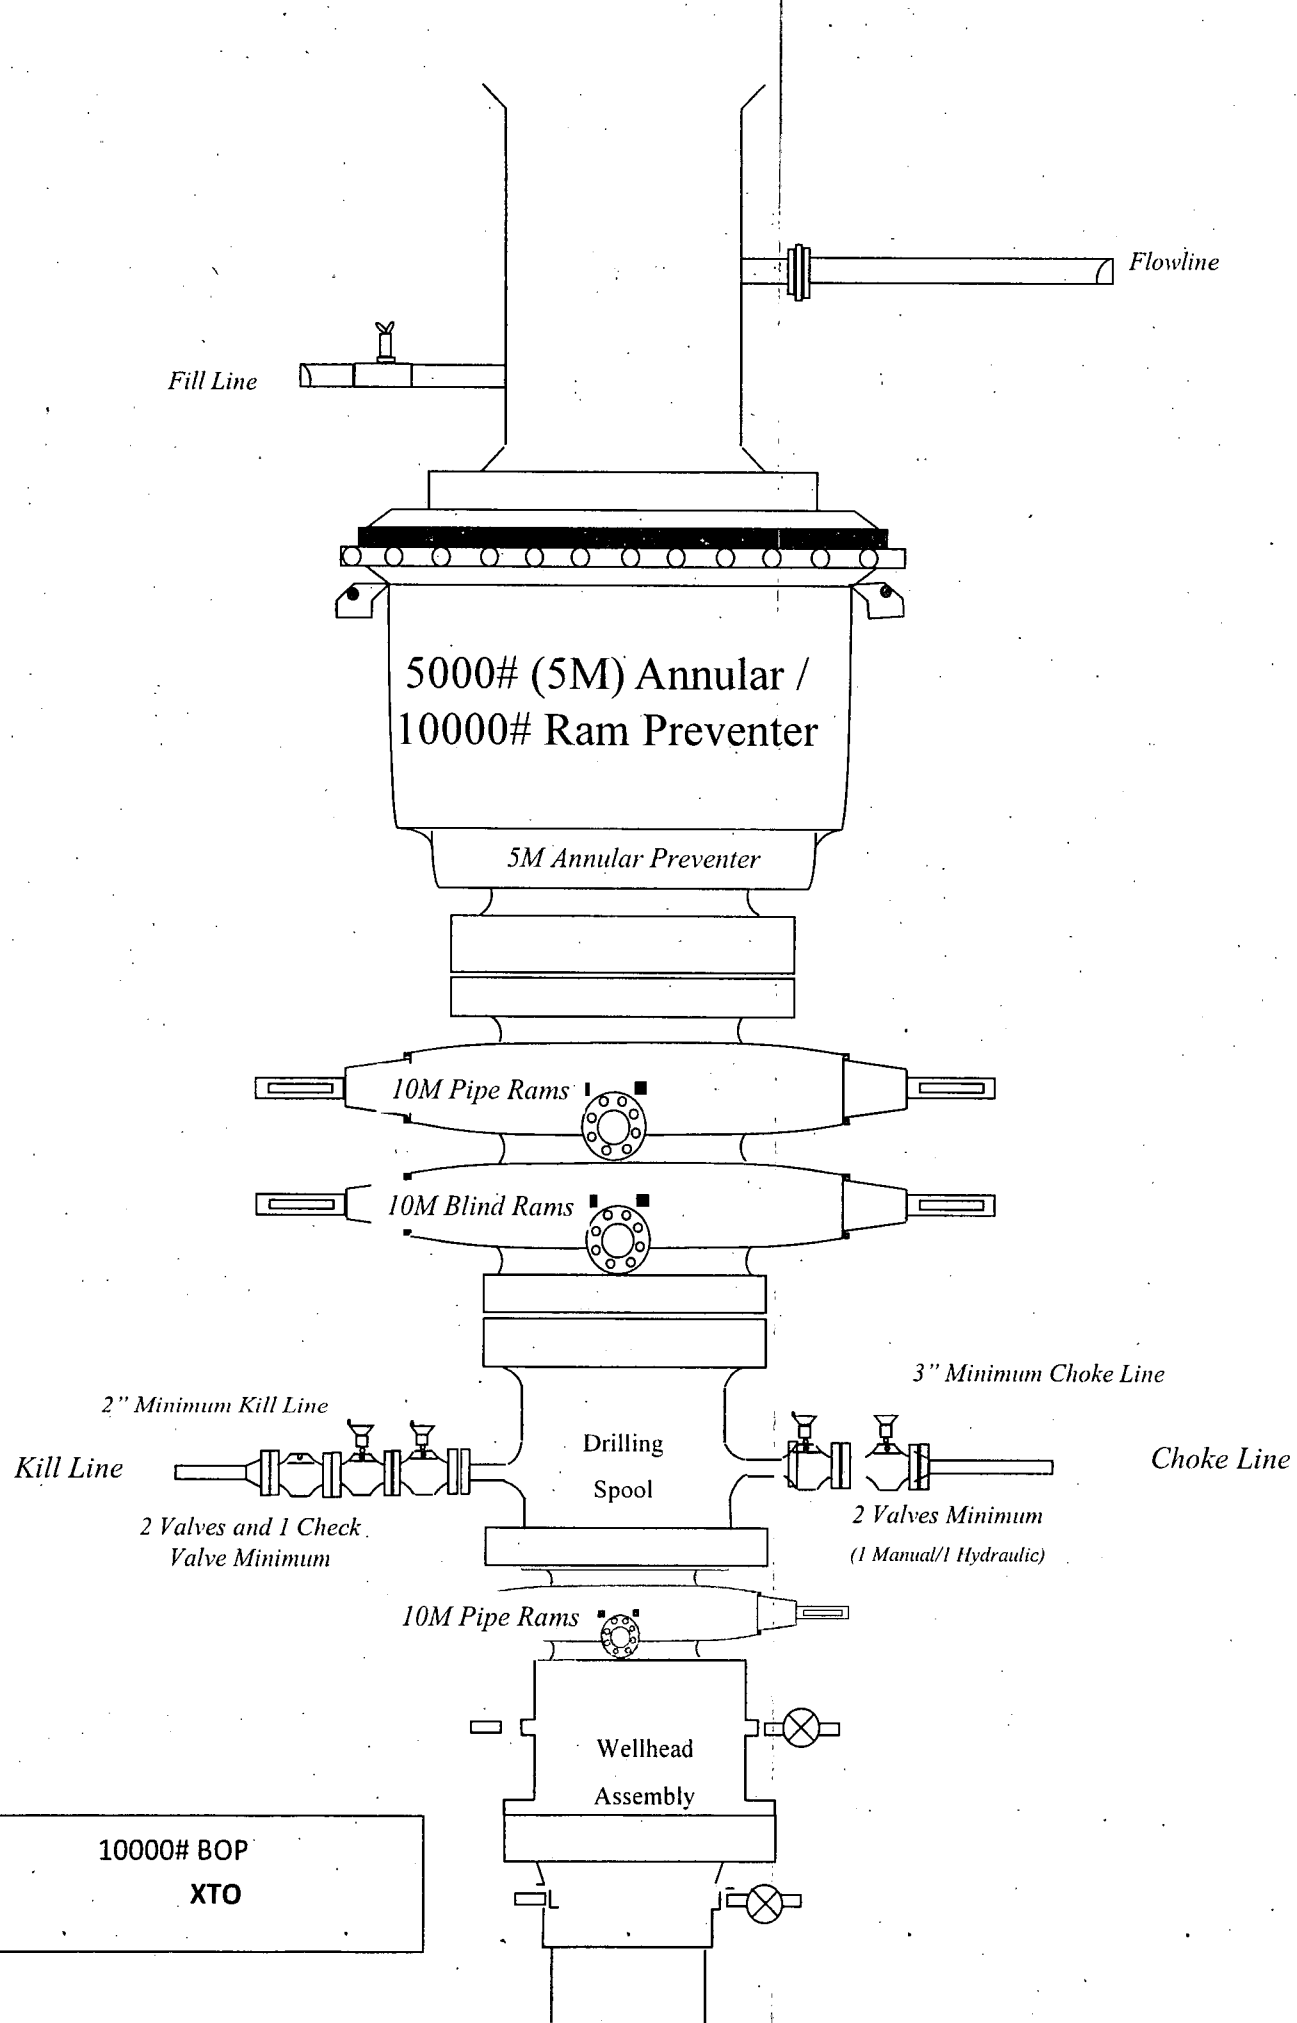 Flowline
Fill Line
5000# (5M) Annular /
10000# Ram Preventer
5M Annular Preventer
10M Pipe Rams
10M Blind Rams
3" Minimum Choke Line
2" Minimum Kill Line
Drilling
Spool
Kill Line
Choke Line
2 Valves and 1 Check
Valve Minimum
2 Valves Minimum
(1 Manual/1 Hydraulic)
10M Pipe Rams
Wellhead
Assembly
10000# BOP
XTO